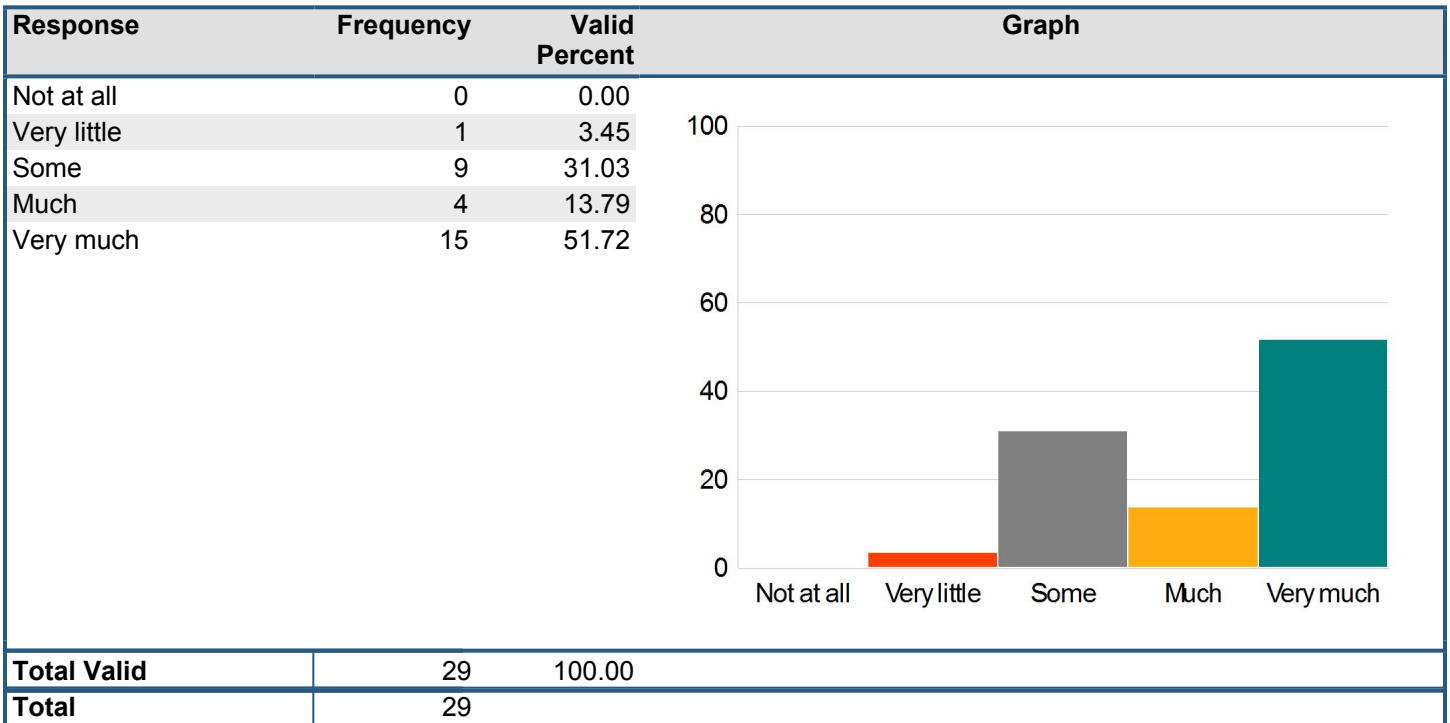 Response Frequency Valid Percent Graph
Not at all 0 0.00
Very little 1 3.45
Some 9 31.03
Much 4 13.79
Very much 15 51.72
100
80
60
40
20
0
Not at all Very little Some Much Very much
Total Valid 29 100.00
Total 29